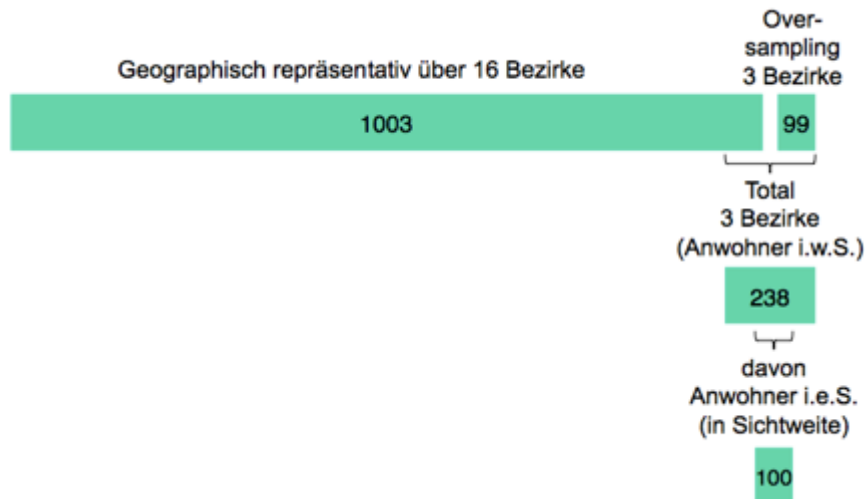 Over-
sampling
3 Bezirke
Geographisch repräsentativ über 16 Bezirke
1003
99
Total
3 Bezirke
(Anwohner i.w.S.)
238
davon
Anwohner i.e.S.
(in Sichtweite)
100